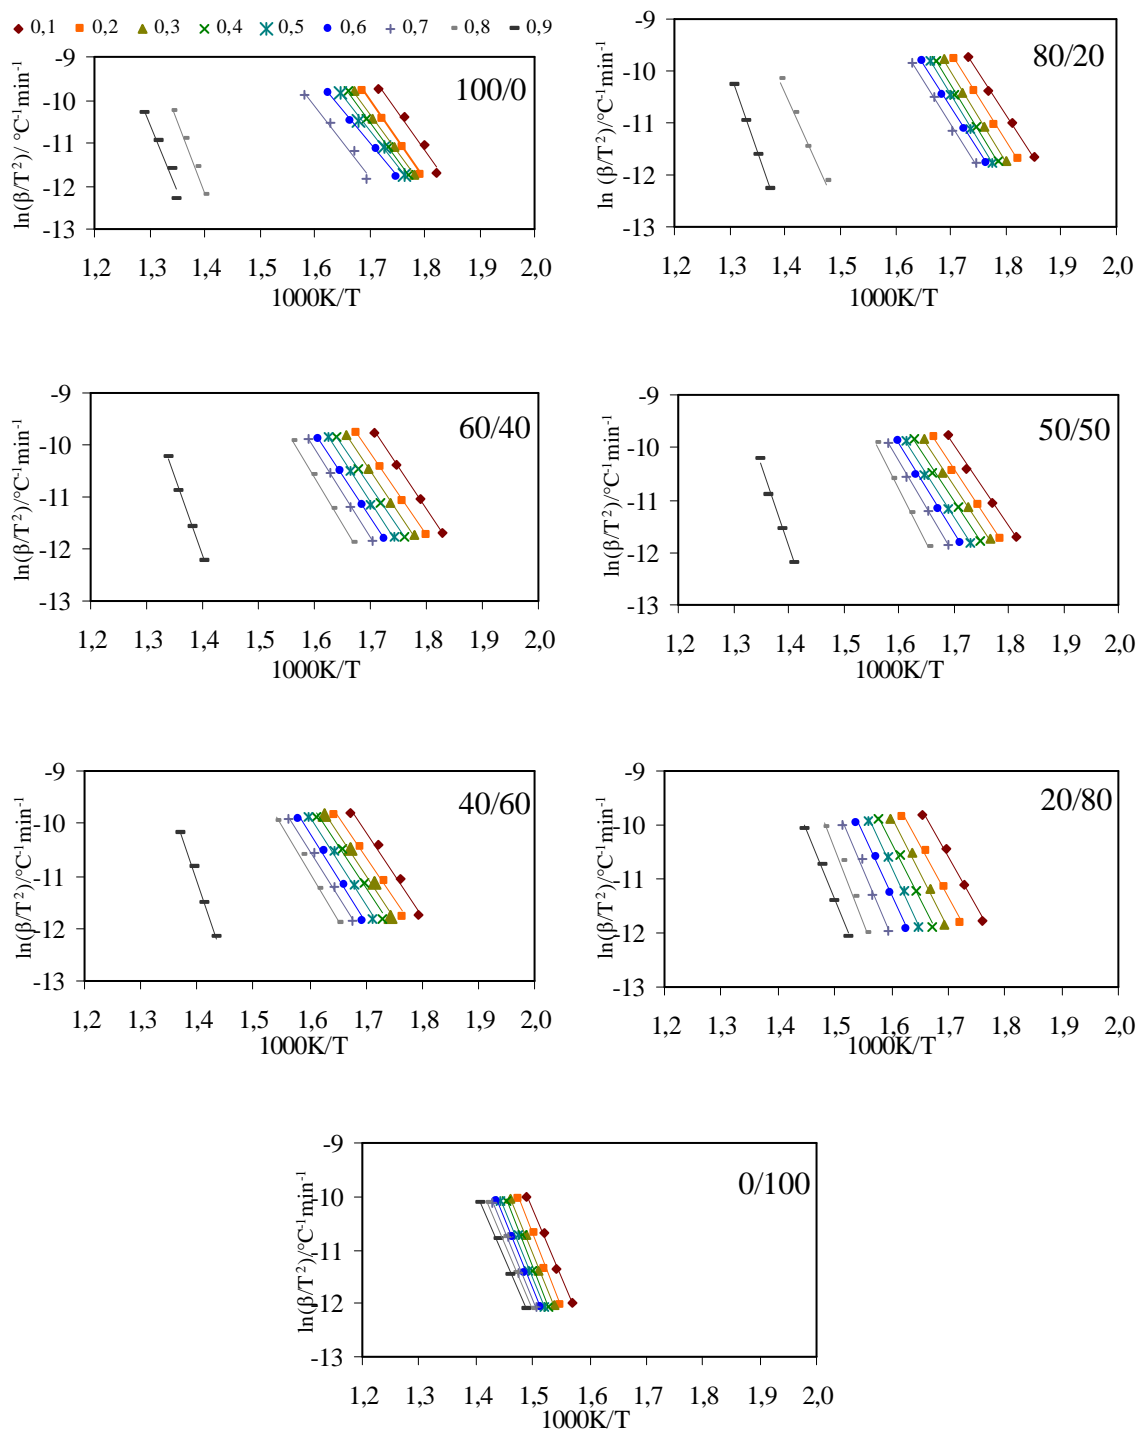 0,1 0,2 0,3 0,4 0,5 0,6 0,7 0,8 0,9
100/0
ln(β/T²)/ °C⁻¹min⁻¹
-9
-10
-11
-12
-13
1,2 1,3 1,4 1,5 1,6 1,7 1,8 1,9 2,0
1000K/T
80/20
ln (β/T²)/°C⁻¹min⁻¹
-9
-10
-11
-12
-13
1,2 1,3 1,4 1,5 1,6 1,7 1,8 1,9 2,0
1000K/T
60/40
ln(β/T²)/°C⁻¹min⁻¹
-9
-10
-11
-12
-13
1,2 1,3 1,4 1,5 1,6 1,7 1,8 1,9 2,0
1000K/T
50/50
ln(β/T²)/°C⁻¹min⁻¹
-9
-10
-11
-12
-13
1,2 1,3 1,4 1,5 1,6 1,7 1,8 1,9 2,0
1000K/T
40/60
ln(β/T²)/°C⁻¹min⁻¹
-9
-10
-11
-12
-13
1,2 1,3 1,4 1,5 1,6 1,7 1,8 1,9 2,0
1000K/T
20/80
ln(β/T²)/°C⁻¹min⁻¹
-9
-10
-11
-12
-13
1,2 1,3 1,4 1,5 1,6 1,7 1,8 1,9 2,0
1000K/T
0/100
ln(β/T²)/°C⁻¹min⁻¹
-9
-10
-11
-12
-13
1,2 1,3 1,4 1,5 1,6 1,7 1,8 1,9 2,0
1000K/T